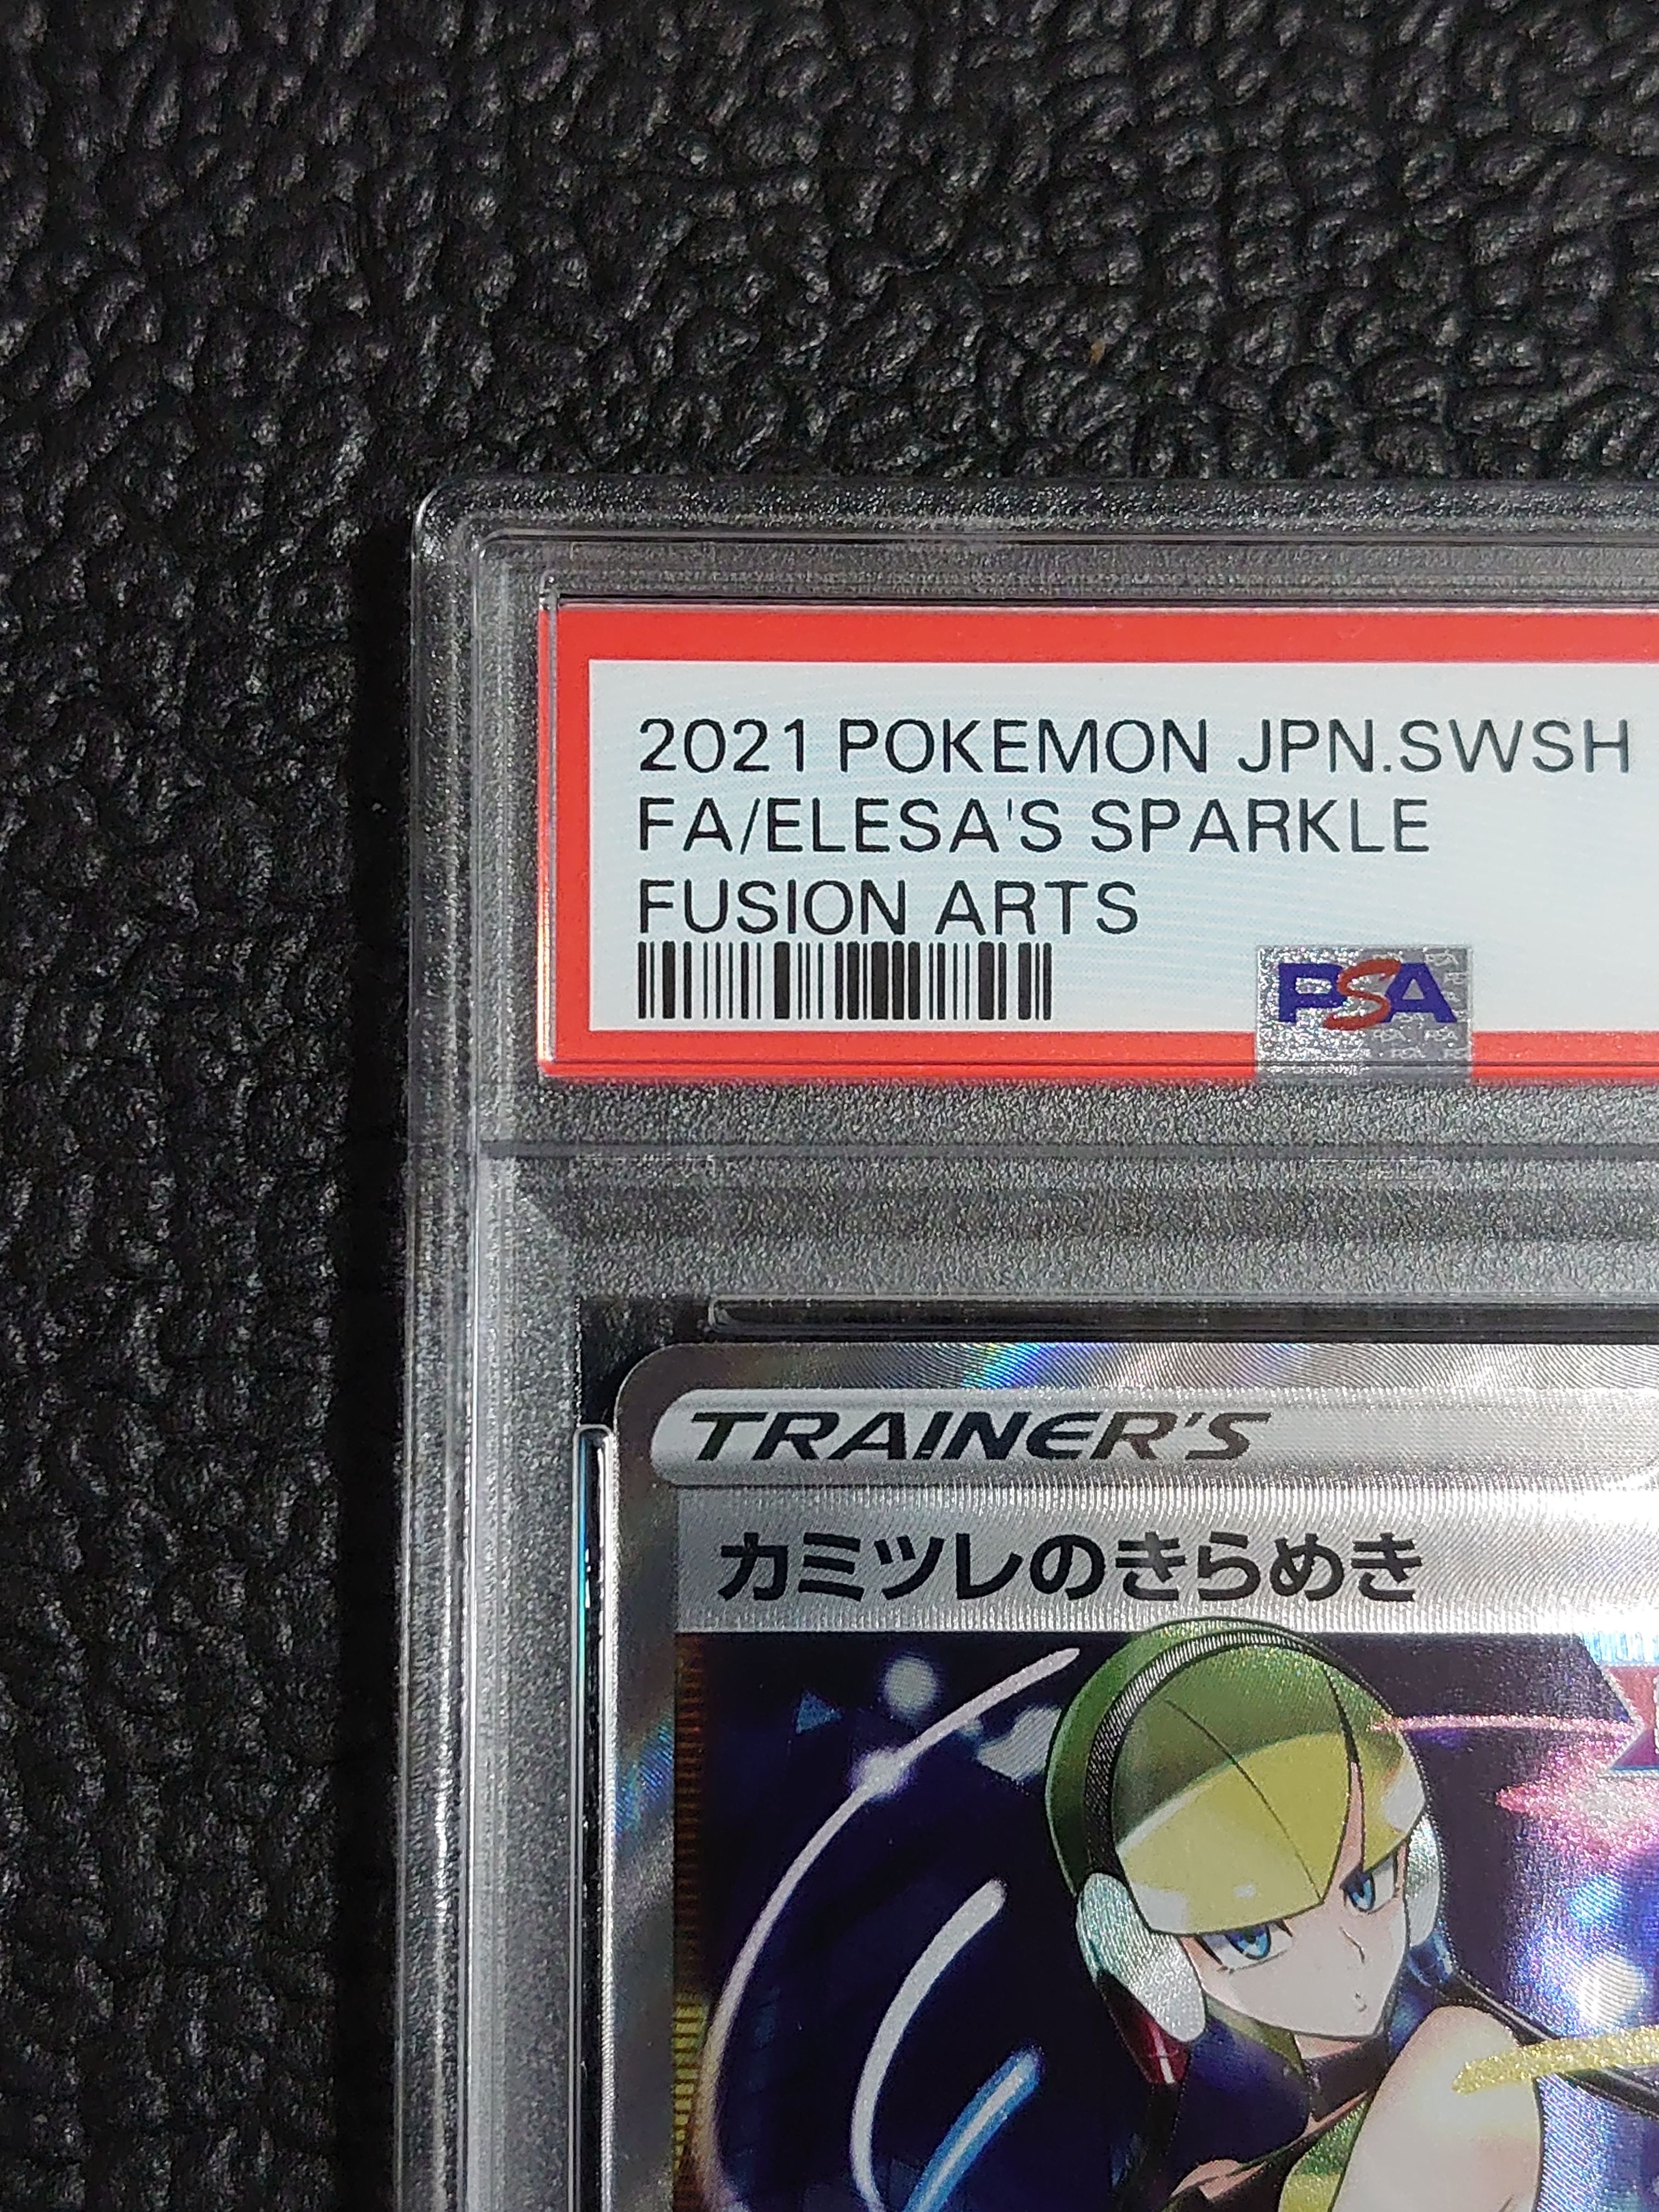 2021 POKEMON JPN.SWSH
FA/ELESA'S SPARKLE
FUSION ARTS
PSA
TRAINER'S
カミツレのきらめき